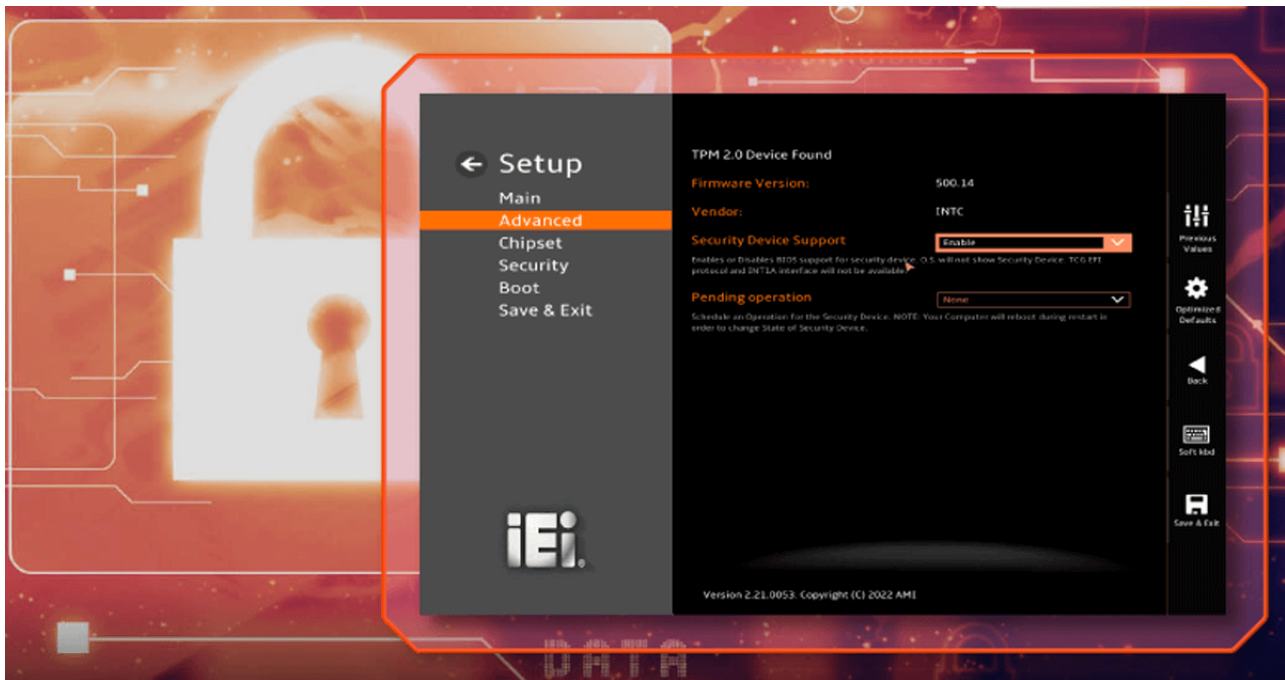 Setup
Main
Advanced
Chipset
Security
Boot
Save & Exit
iEi
TPM 2.0 Device Found
Firmware Version: 500.14
Vendor: INTC
Security Device Support Enable
Enables or Disables BIOS support for security device. O.S. will not show Security Device. TCG EFI
protocol and INT1A interface will not be available.
Pending operation None
Schedule an Operation for the Security Device. NOTE: Your Computer will reboot during restart in
order to change State of Security Device.
Version 2.21.0053. Copyright (C) 2022 AMI
Previous
Values
Optimized
Defaults
Back
Soft kbd
Save & Exit
DATA